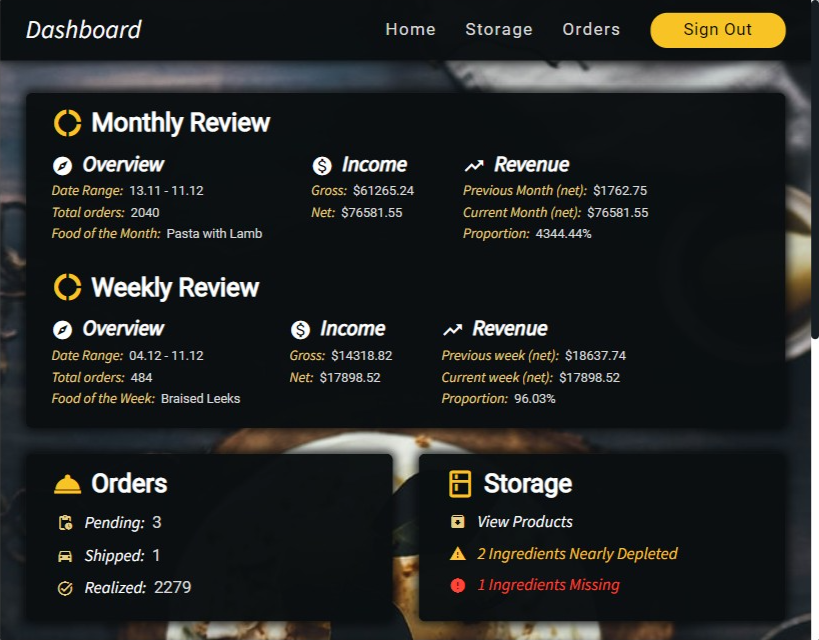 Dashboard
Home
Storage
Orders
Sign Out
Monthly Review
Overview
Date Range: 13.11 - 11.12
Total orders: 2040
Food of the Month: Pasta with Lamb
Income
Gross: $61265.24
Net: $76581.55
Revenue
Previous Month (net): $1762.75
Current Month (net): $76581.55
Proportion: 4344.44%
Weekly Review
Overview
Date Range: 04.12 - 11.12
Total orders: 484
Food of the Week: Braised Leeks
Income
Gross: $14318.82
Net: $17898.52
Revenue
Previous week (net): $18637.74
Current week (net): $17898.52
Proportion: 96.03%
Orders
Pending: 3
Shipped: 1
Realized: 2279
Storage
View Products
2 Ingredients Nearly Depleted
1 Ingredients Missing